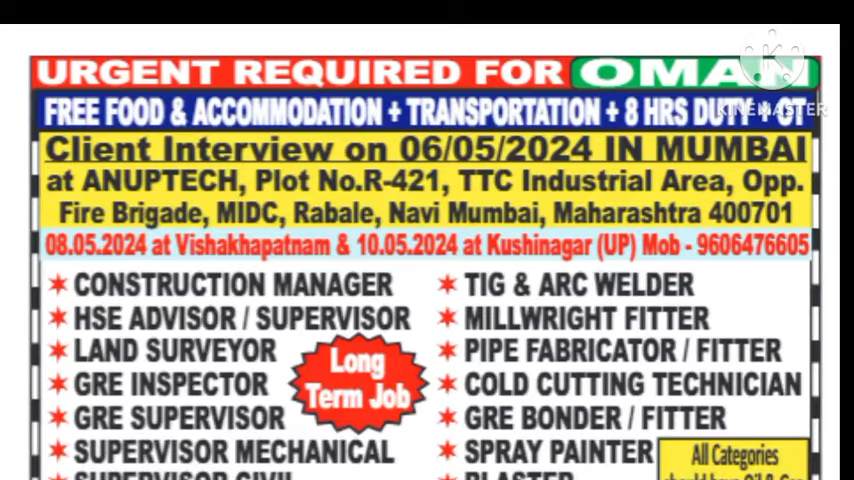 URGENT REQUIRED FOR OMAN
FREE FOOD & ACCOMMODATION + TRANSPORTATION + 8 HRS DUTY + OT
KINEMASTER
Client Interview on 06/05/2024 IN MUMBAI
at ANUPTECH, Plot No.R-421, TTC Industrial Area, Opp.
Fire Brigade, MIDC, Rabale, Navi Mumbai, Maharashtra 400701
08.05.2024 at Vishakhapatnam & 10.05.2024 at Kushinagar (UP) Mob - 9606476605
CONSTRUCTION MANAGER
HSE ADVISOR / SUPERVISOR
LAND SURVEYOR
GRE INSPECTOR
GRE SUPERVISOR
SUPERVISOR MECHANICAL
SUPERVISOR CIVIL
Long
Term Job
TIG & ARC WELDER
MILLWRIGHT FITTER
PIPE FABRICATOR / FITTER
COLD CUTTING TECHNICIAN
GRE BONDER / FITTER
SPRAY PAINTER
All Categories